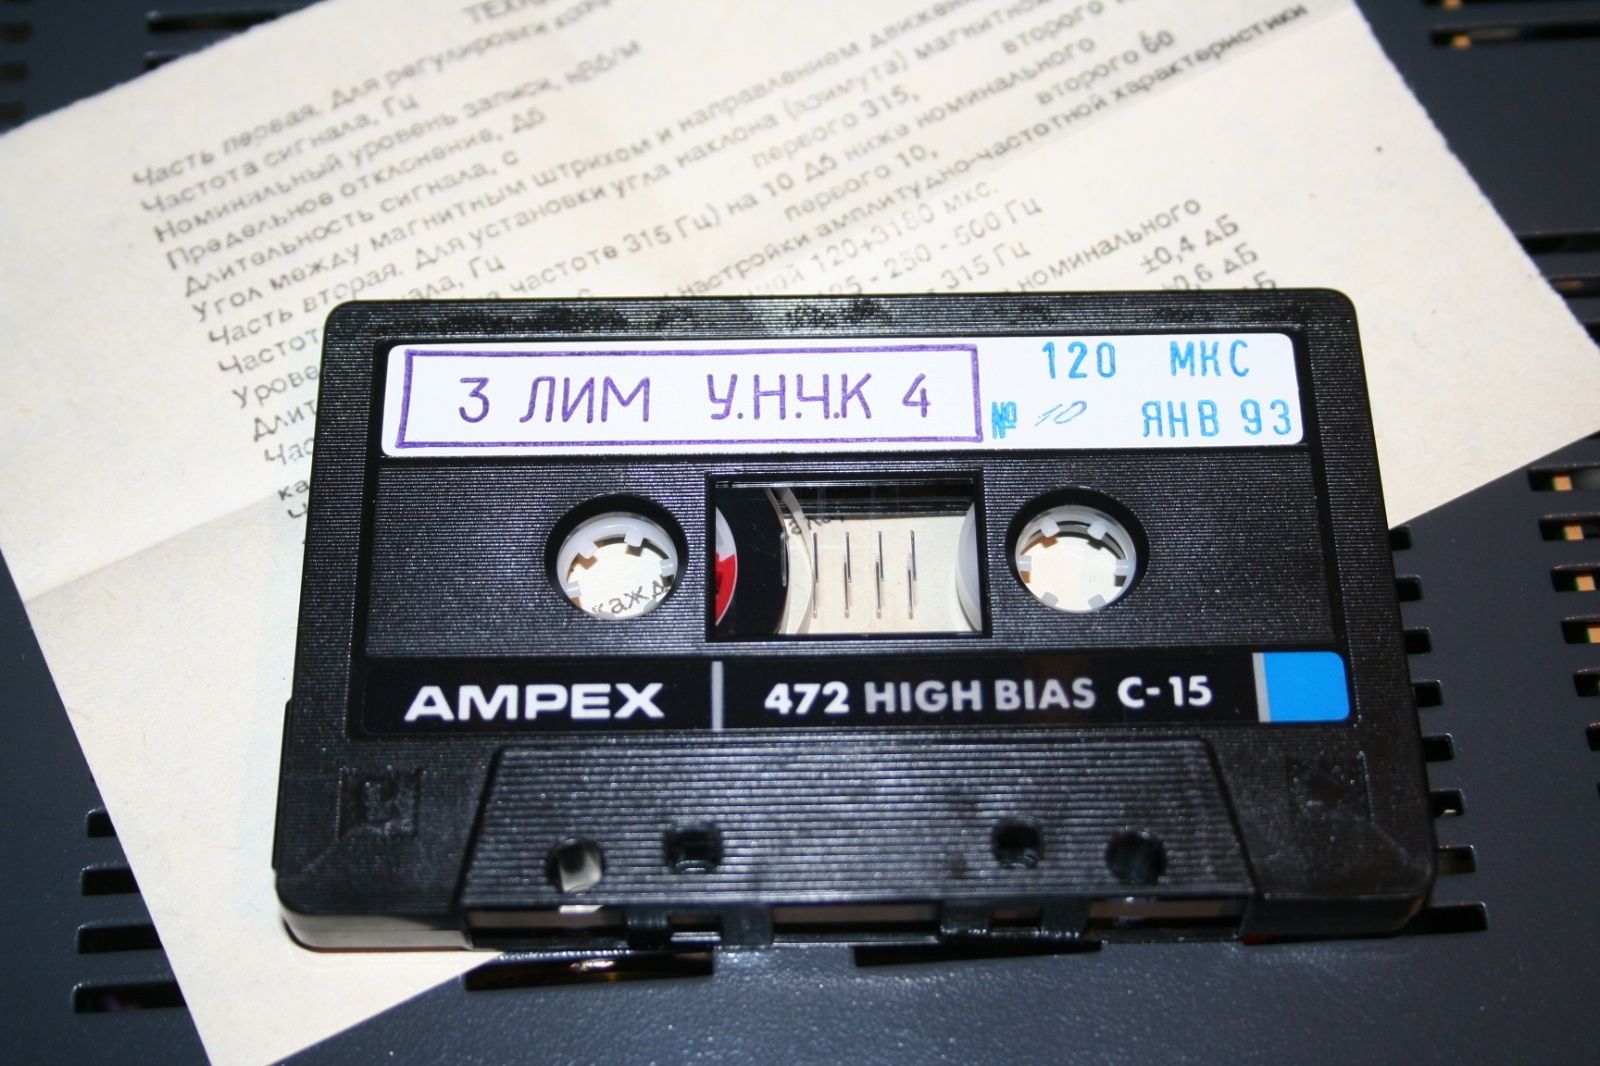 Часть первая. Для регулировки
Частота сигнала, Гц
Номинальный уровень записи, нВб/м
Предельное отклонение, дБ
Длительность сигнала, с
Угол между магнитным штрихом и направлением движения
Часть вторая. Для установки угла наклона (азимута) магнитной
первого 315,
второго
на частоте 315 Гц) на 10 дБ ниже номинального
первого 10,
второго
настройки амплитудно-частотной характеристики
120+3180 мкс.
- 250 - 500 Гц
- 315 Гц
номинального
±0,4 дБ
±0,6 дБ
дБ
3 ЛИМ У.Н.Ч.К 4
120 МКС
№ 10 ЯНВ 93
AMPEX
472 HIGH BIAS C-15